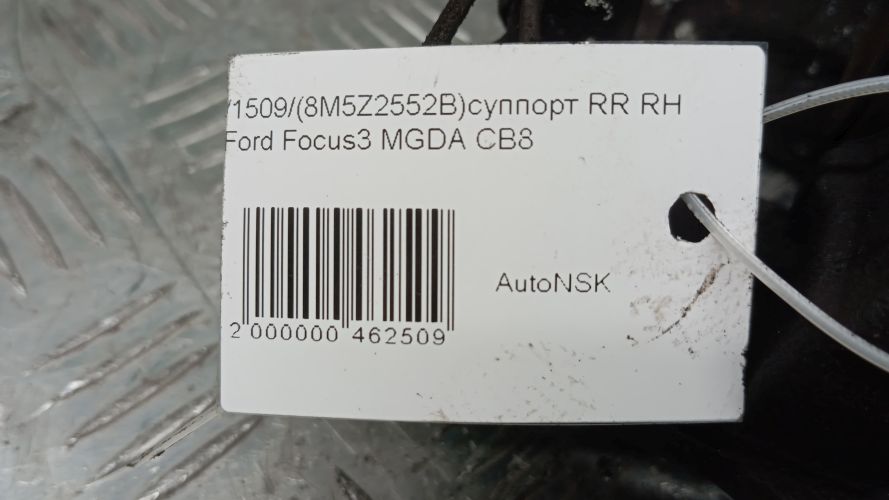 /1509/(8M5Z2552B)суппорт RR RH
Ford Focus3 MGDA CB8
AutoNSK
2 000000 462509